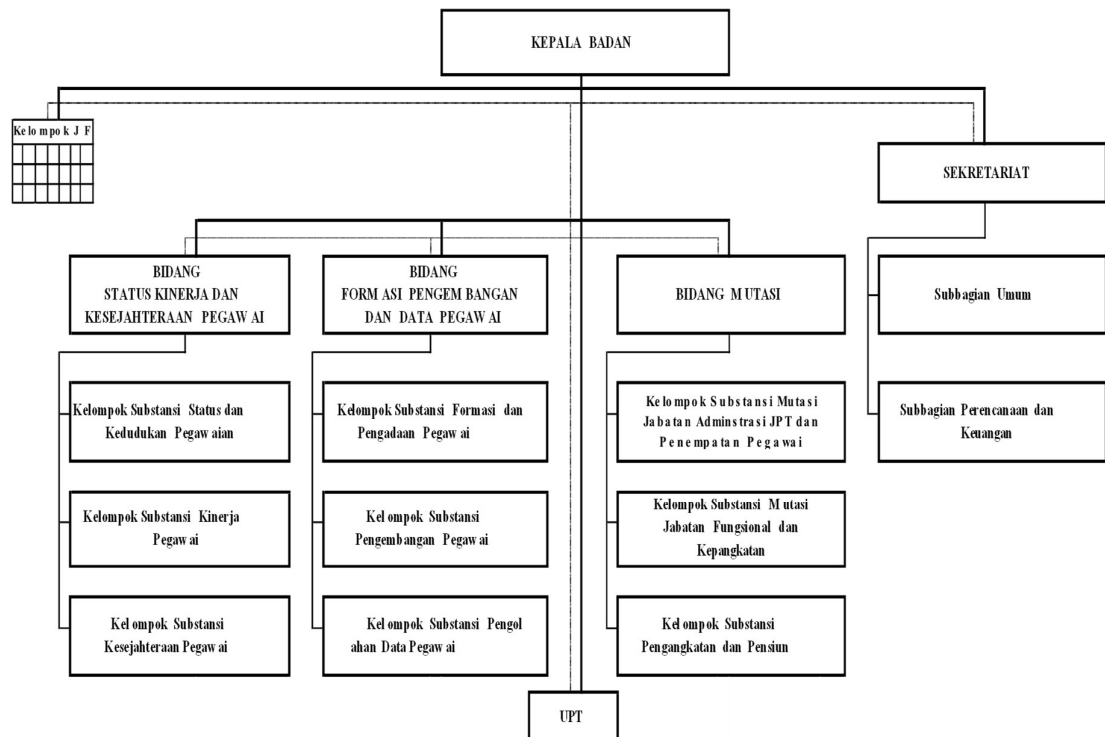 KEPALA BADAN
Kelompok J F
SEKRETARIAT
BIDANG
STATUS KINERJA DAN
KESEJAHTERAAN PEGAWAI
BIDANG
FORMASI PENGEMBANGAN
DAN DATA PEGAWAI
BIDANG MUTASI
Subbagian Umum
Kelompok Substansi Status dan
Kedudukan Pegawaian
Kelompok Substansi Formasi dan
Pengadaan Pegawai
Kelompok Substansi Mutasi
Jabatan Adminstrasi JPT dan
Penempatan Pegawai
Subbagian Perencanaan dan
Keuangan
Kelompok Substansi Kinerja
Pegawai
Kelompok Substansi
Pengembangan Pegawai
Kelompok Substansi Mutasi
Jabatan Fungsional dan
Kepangkatan
Kelompok Substansi
Kesejahteraan Pegawai
Kelompok Substansi Pengol
ahan Data Pegawai
Kelompok Substansi
Pengangkatan dan Pensiun
UPT